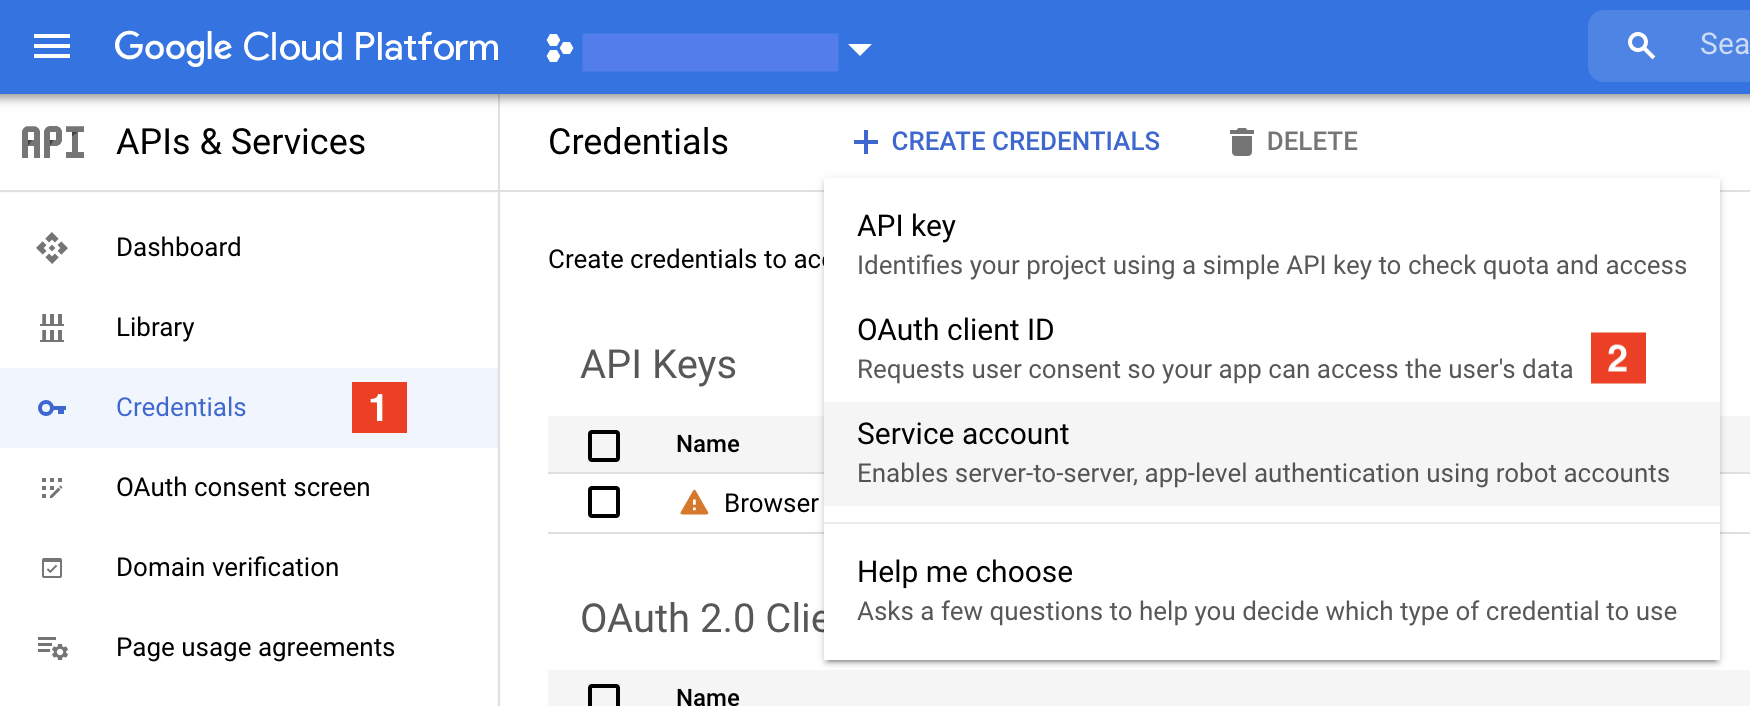 Google Cloud Platform
Sea
API APIs & Services
Credentials
+ CREATE CREDENTIALS
DELETE
Dashboard
Library
Credentials
1
OAuth consent screen
Domain verification
Page usage agreements
Create credentials to acc
API Keys
Name
Browser
OAuth 2.0 Clie
Name
API key
Identifies your project using a simple API key to check quota and access
OAuth client ID
Requests user consent so your app can access the user's data
2
Service account
Enables server-to-server, app-level authentication using robot accounts
Help me choose
Asks a few questions to help you decide which type of credential to use